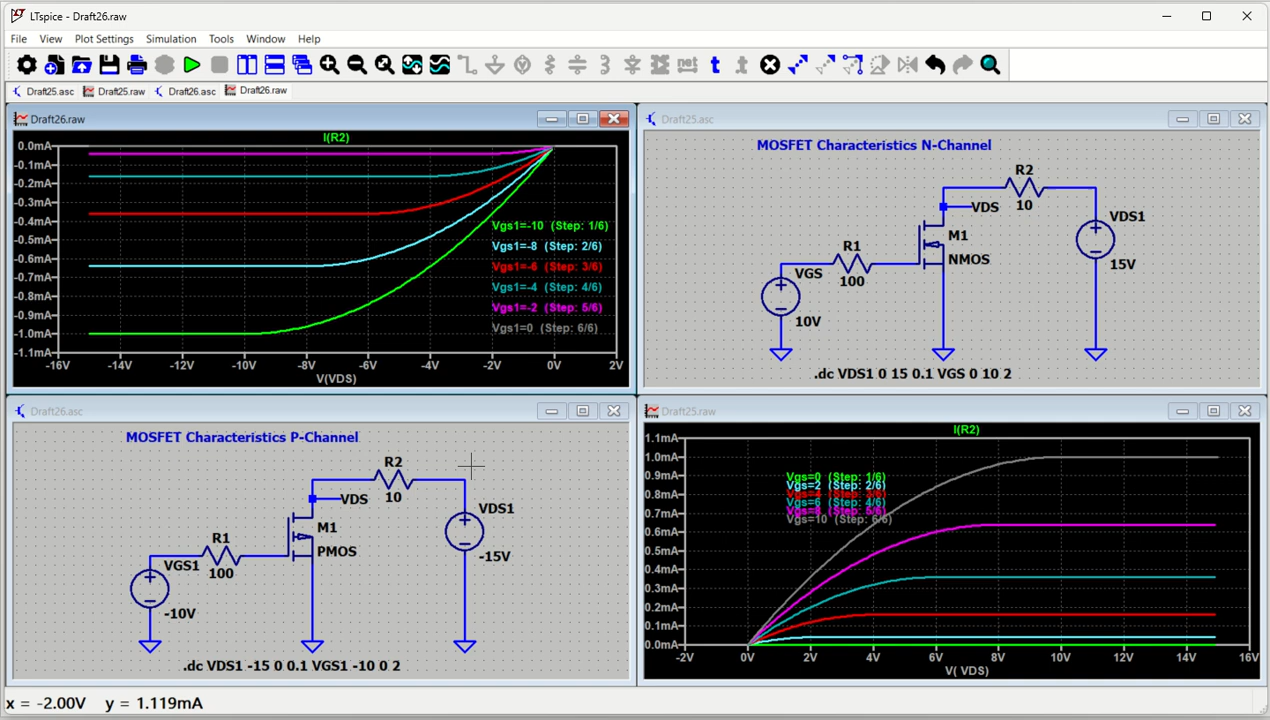 LTspice - Draft26.raw
File View Plot Settings Simulation Tools Window Help
net t t
Draft25.asc Draft25.raw Draft26.asc Draft26.raw
Draft26.raw
I(R2)
0.0mA
-0.1mA
-0.2mA
-0.3mA
-0.4mA
-0.5mA
-0.6mA
-0.7mA
-0.8mA
-0.9mA
-1.0mA
-1.1mA
Vgs1=-10 (Step: 1/6)
Vgs1=-8 (Step: 2/6)
Vgs1=-6 (Step: 3/6)
Vgs1=-4 (Step: 4/6)
Vgs1=-2 (Step: 5/6)
Vgs1=0 (Step: 6/6)
-16V -14V -12V -10V -8V -6V -4V -2V 0V 2V
V(VDS)
Draft25.asc
MOSFET Characteristics N-Channel
R2
10
VDS
VDS1
15V
M1
NMOS
R1
100
VGS
10V
.dc VDS1 0 15 0.1 VGS 0 10 2
Draft26.asc
MOSFET Characteristics P-Channel
R2
10
VDS
VDS1
-15V
M1
PMOS
R1
100
VGS1
-10V
.dc VDS1 -15 0 0.1 VGS1 -10 0 2
Draft25.raw
I(R2)
1.1mA
1.0mA
0.9mA
0.8mA
0.7mA
0.6mA
0.5mA
0.4mA
0.3mA
0.2mA
0.1mA
0.0mA
Vgs=0 (Step: 1/6)
Vgs=2 (Step: 2/6)
Vgs=4 (Step: 3/6)
Vgs=6 (Step: 4/6)
Vgs=8 (Step: 5/6)
Vgs=10 (Step: 6/6)
-2V 0V 2V 4V 6V 8V 10V 12V 14V 16V
V( VDS)
x = -2.00V y = 1.119mA